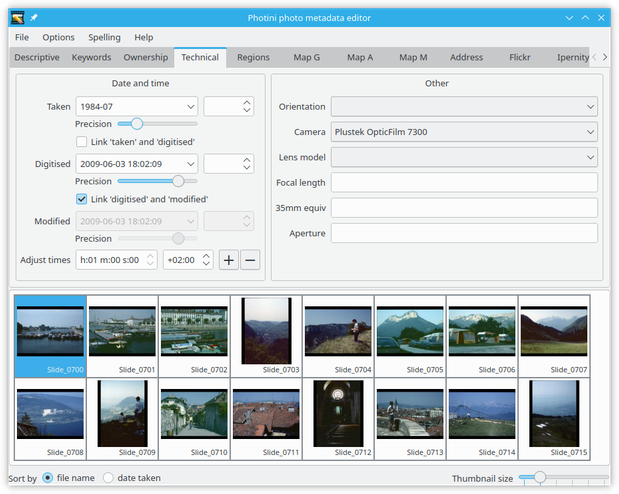 Photini photo metadata editor
File Options Spelling Help
Descriptive Keywords Ownership Technical Regions Map G Map A Map M Address Flickr Ipernity
Date and time
Taken 1984-07
Precision
Link 'taken' and 'digitised'
Digitised 2009-06-03 18:02:09
Precision
Link 'digitised' and 'modified'
Modified 2009-06-03 18:02:09
Precision
Adjust times h:01 m:00 s:00 +02:00
Other
Orientation
Camera Plustek OpticFilm 7300
Lens model
Focal length
35mm equiv
Aperture
Slide_0700 Slide_0701 Slide_0702 Slide_0703 Slide_0704 Slide_0705 Slide_0706 Slide_0707
Slide_0708 Slide_0709 Slide_0710 Slide_0711 Slide_0712 Slide_0713 Slide_0714 Slide_0715
Sort by file name date taken Thumbnail size